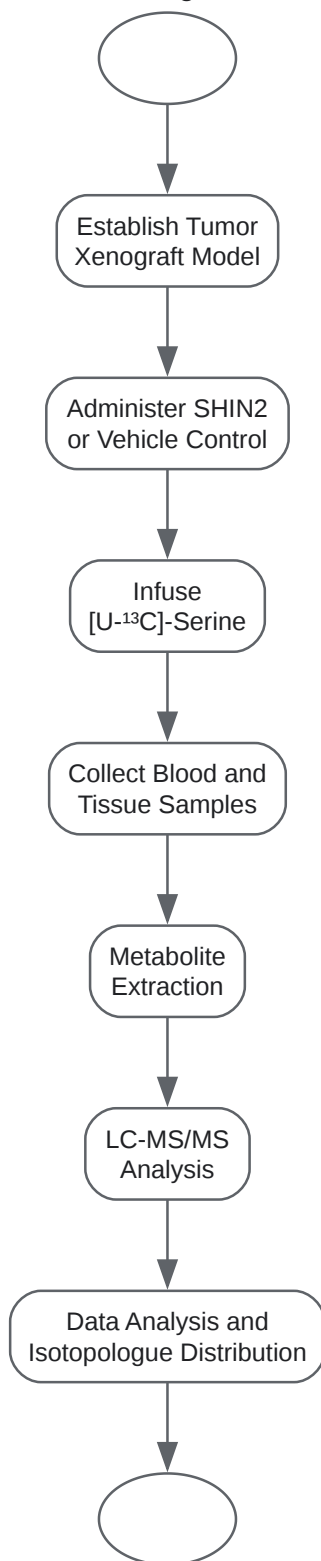 Establish Tumor
Xenograft Model
Administer SHIN2
or Vehicle Control
Infuse
[U-¹³C]-Serine
Collect Blood and
Tissue Samples
Metabolite
Extraction
LC-MS/MS
Analysis
Data Analysis and
Isotopologue Distribution